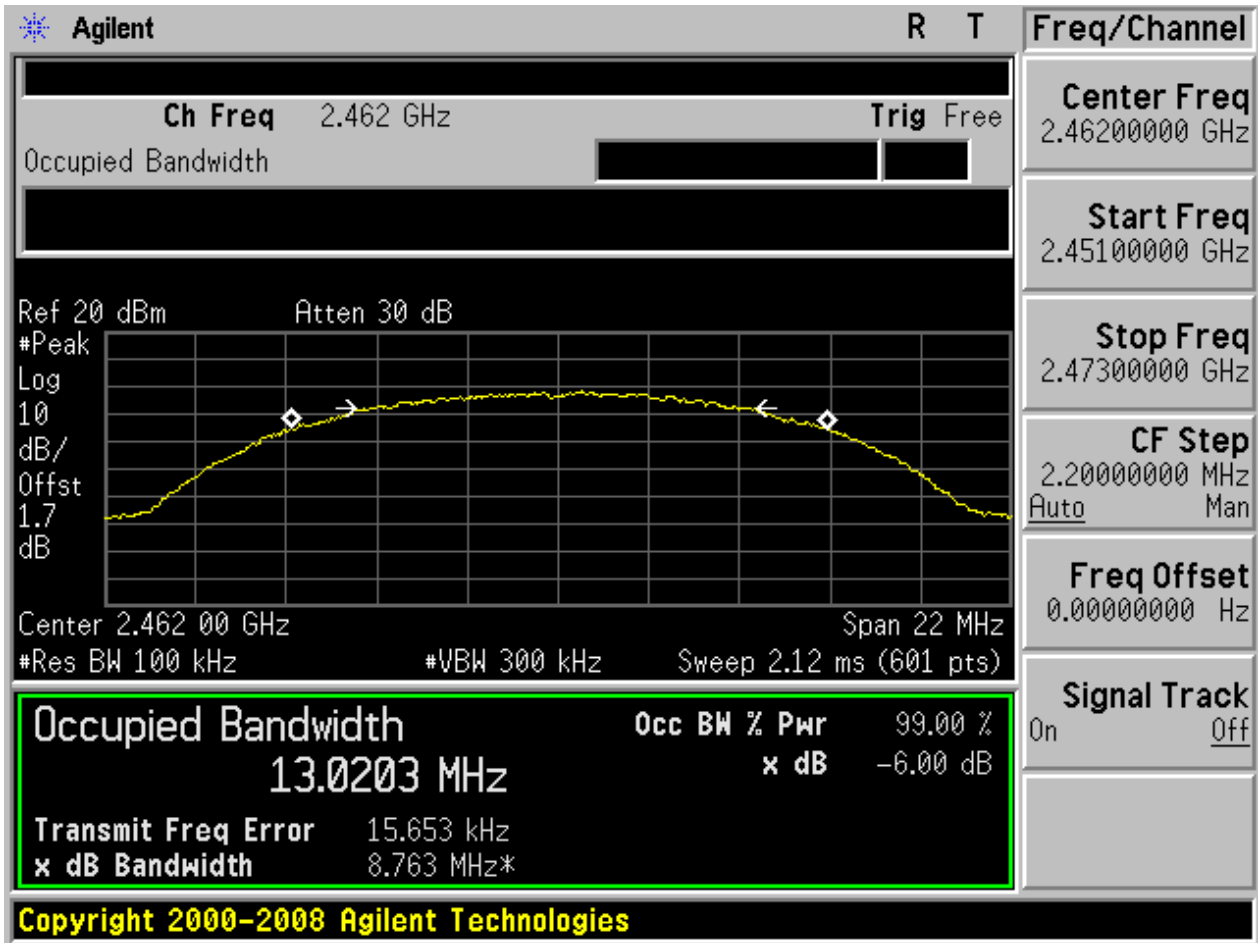 Agilent R T
Freq/Channel
Ch Freq 2.462 GHz Trig Free
Occupied Bandwidth
Center Freq
2.46200000 GHz
Start Freq
2.45100000 GHz
Stop Freq
2.47300000 GHz
CF Step
2.20000000 MHz
Auto Man
Freq Offset
0.00000000 Hz
Signal Track
On Off
Ref 20 dBm Atten 30 dB
#Peak
Log
10
dB/
Offst
1.7
dB
Center 2.462 00 GHz Span 22 MHz
#Res BW 100 kHz #VBW 300 kHz Sweep 2.12 ms (601 pts)
Occupied Bandwidth
13.0203 MHz
Occ BW % Pwr 99.00 %
x dB -6.00 dB
Transmit Freq Error 15.653 kHz
x dB Bandwidth 8.763 MHz*
Copyright 2000-2008 Agilent Technologies